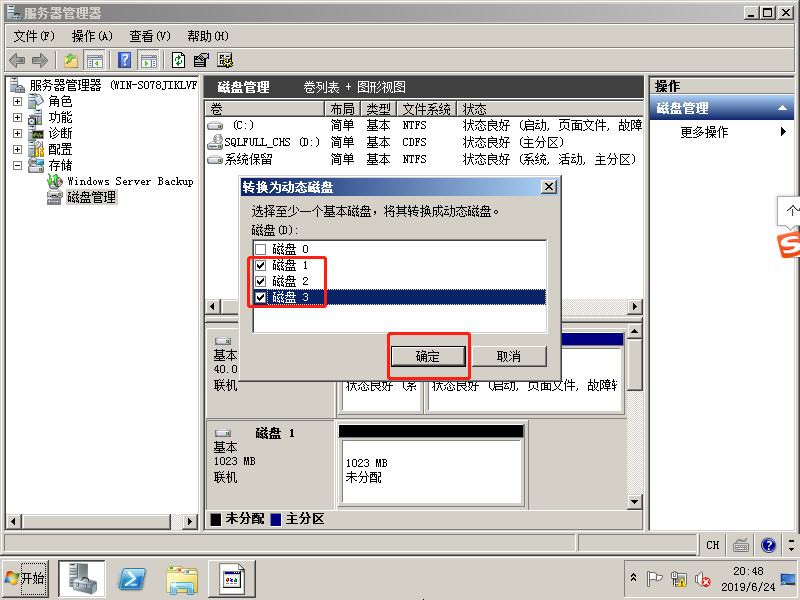 服务器管理器
文件(F) 操作(A) 查看(V) 帮助(H)
服务器管理器 (WIN-S078JIKLVF
角色
功能
诊断
配置
存储
Windows Server Backup
磁盘管理
磁盘管理 卷列表 + 图形视图
卷 布局 类型 文件系统 状态
(C:) 简单 基本 NTFS 状态良好 (启动, 页面文件, 故障
SQLFULL_CHS (D:) 简单 基本 CDFS 状态良好 (主分区)
系统保留 简单 基本 NTFS 状态良好 (系统, 活动, 主分区)
转换为动态磁盘
选择至少一个基本磁盘，将其转换成动态磁盘。
磁盘(D):
磁盘 0
磁盘 1
磁盘 2
磁盘 3
确定 取消
基本
40.0
联机
状态良好 (系 状态良好 (启动, 页面文件, 故障转
磁盘 1
基本
1023 MB
联机
1023 MB
未分配
未分配 主分区
操作
磁盘管理
更多操作
个
CH
开始
20:48
2019/6/24